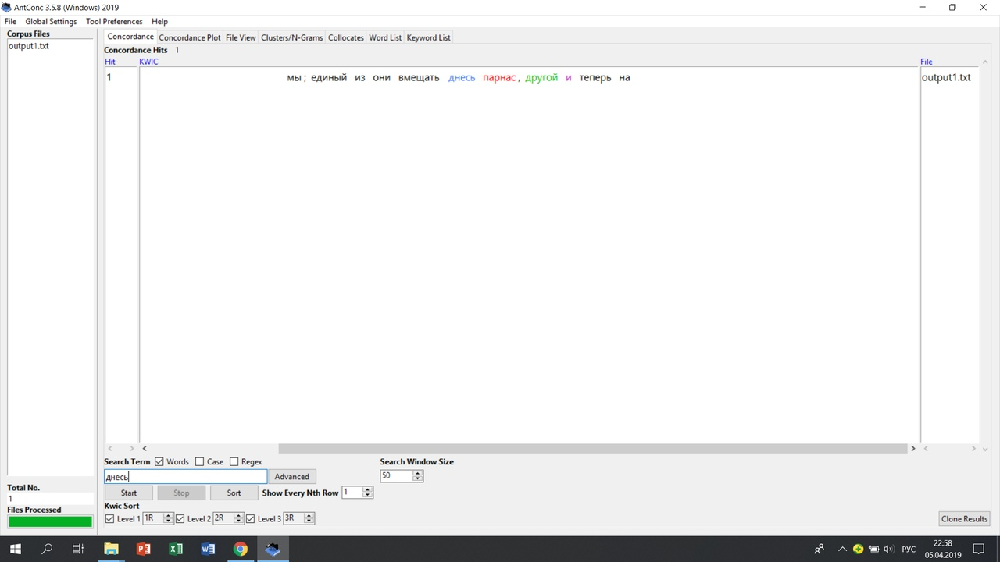 AntConc 3.5.8 (Windows) 2019
File Global Settings Tool Preferences Help
Corpus Files
output1.txt
Concordance Concordance Plot File View Clusters/N-Grams Collocates Word List Keyword List
Concordance Hits 1
Hit KWIC File
1 мы ; единый из они вмещать днесь парнас , другой и теперь на output1.txt
Search Term Words Case Regex Search Window Size
днесь Advanced 50
Total No.
1
Start Stop Sort Show Every Nth Row 1
Files Processed
Kwic Sort
Level 1 1R Level 2 2R Level 3 3R Clone Results
РУС
22:58
05.04.2019